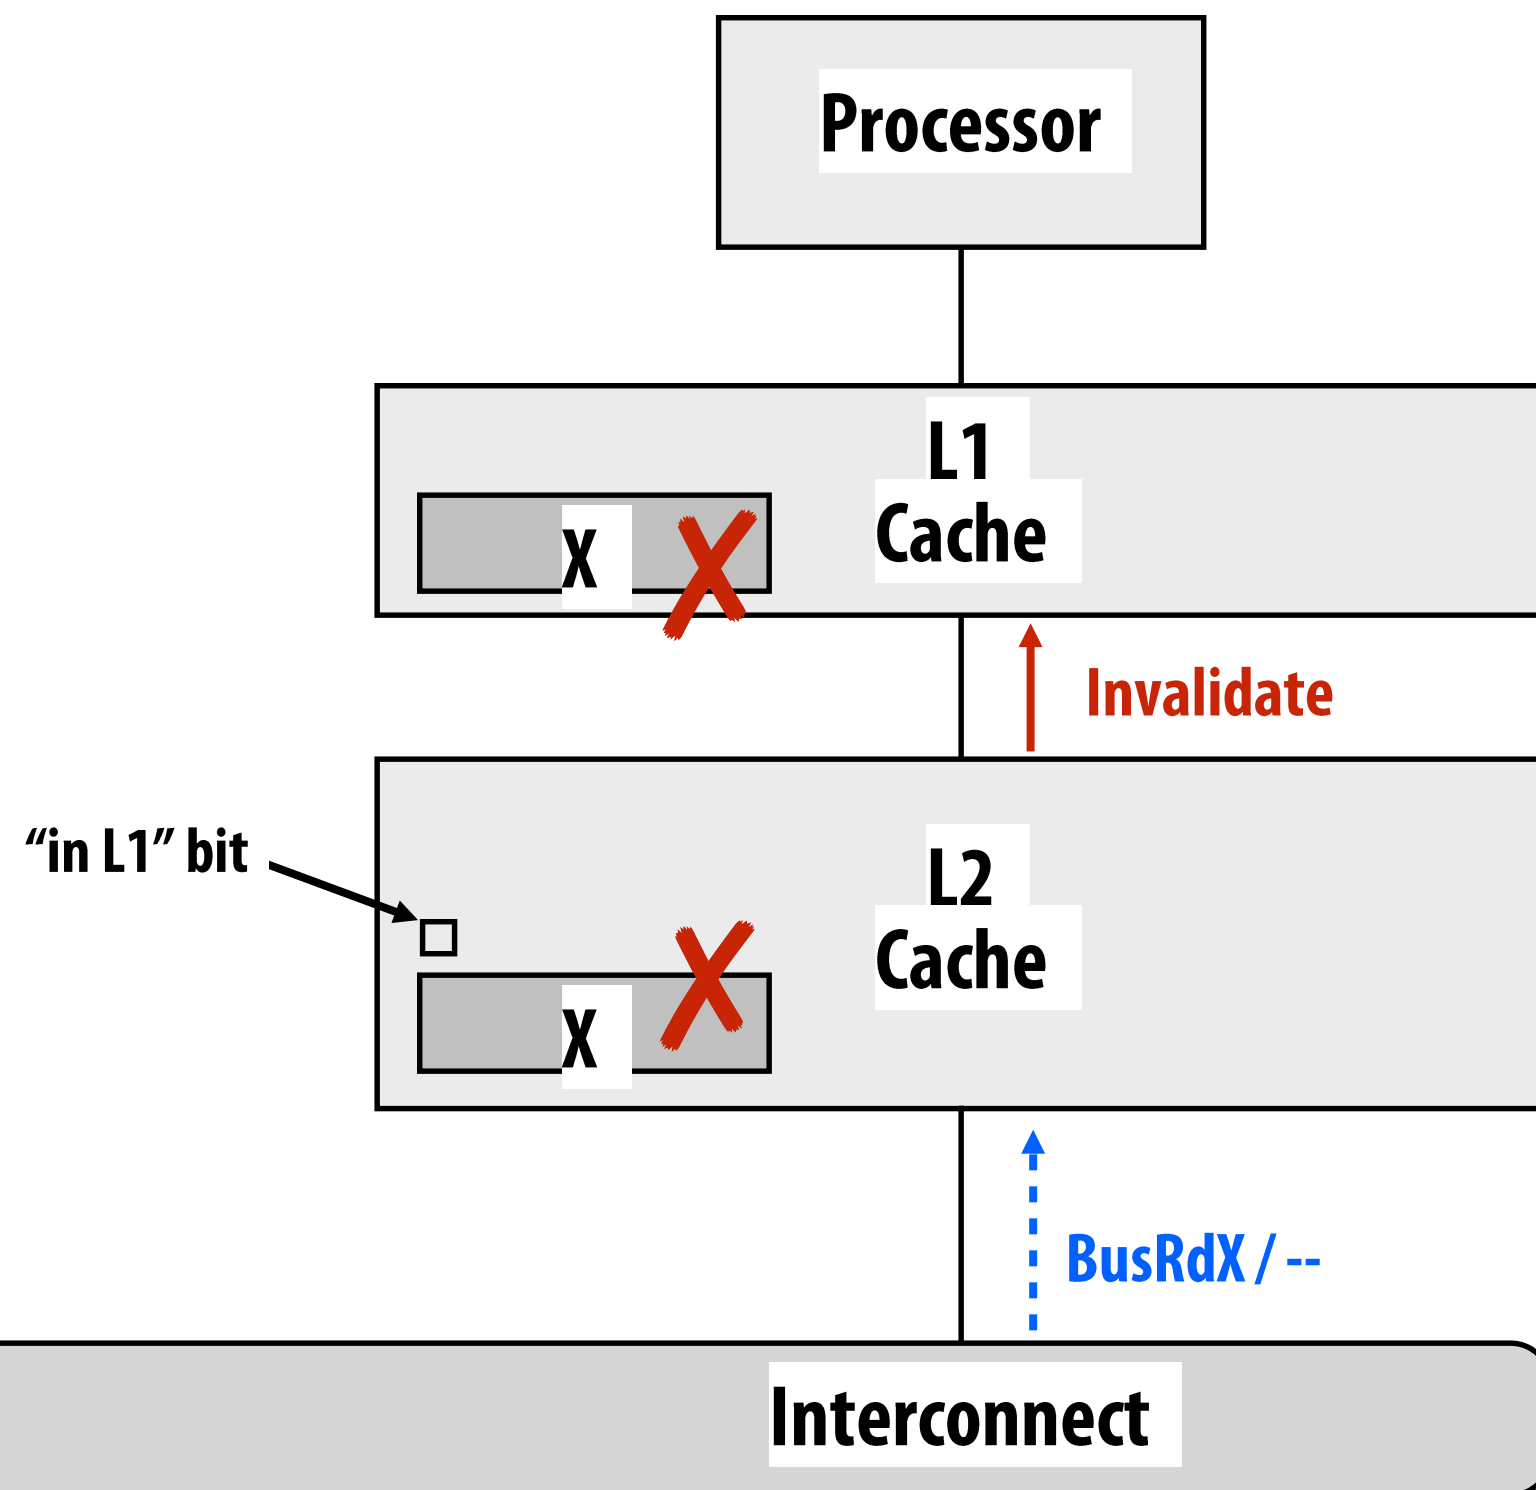 Processor
L1
Cache
X
Invalidate
“in L1” bit
L2
Cache
X
BusRdX / --
Interconnect